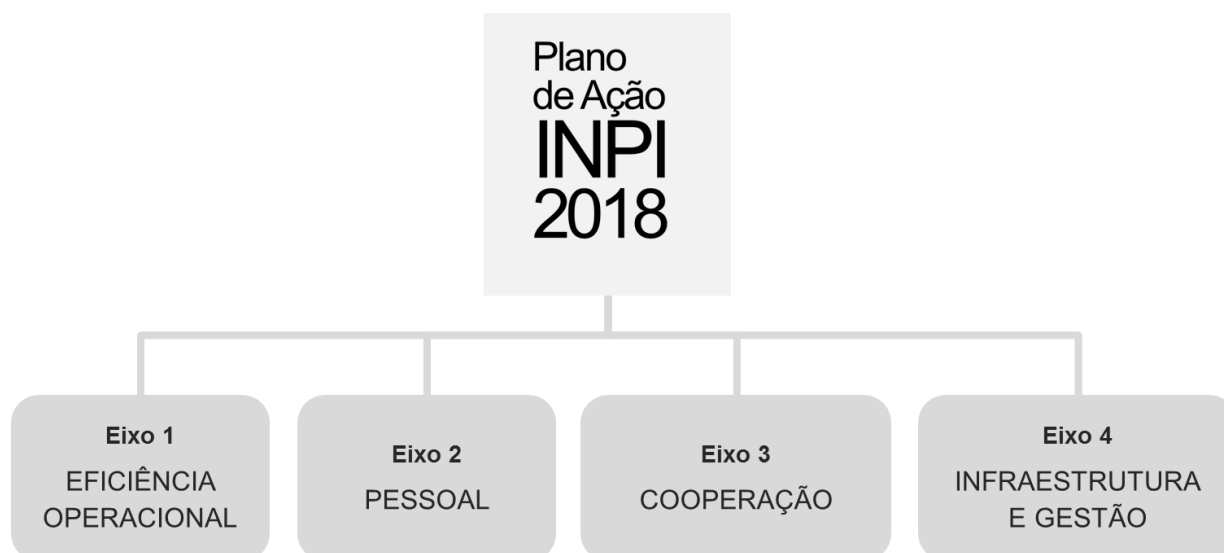 Plano
de Ação
INPI
2018
Eixo 1
EFICIÊNCIA
OPERACIONAL
Eixo 2
PESSOAL
Eixo 3
COOPERAÇÃO
Eixo 4
INFRAESTRUTURA
E GESTÃO